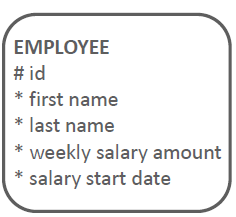 EMPLOYEE
# id
* first name
* last name
* weekly salary amount
* salary start date